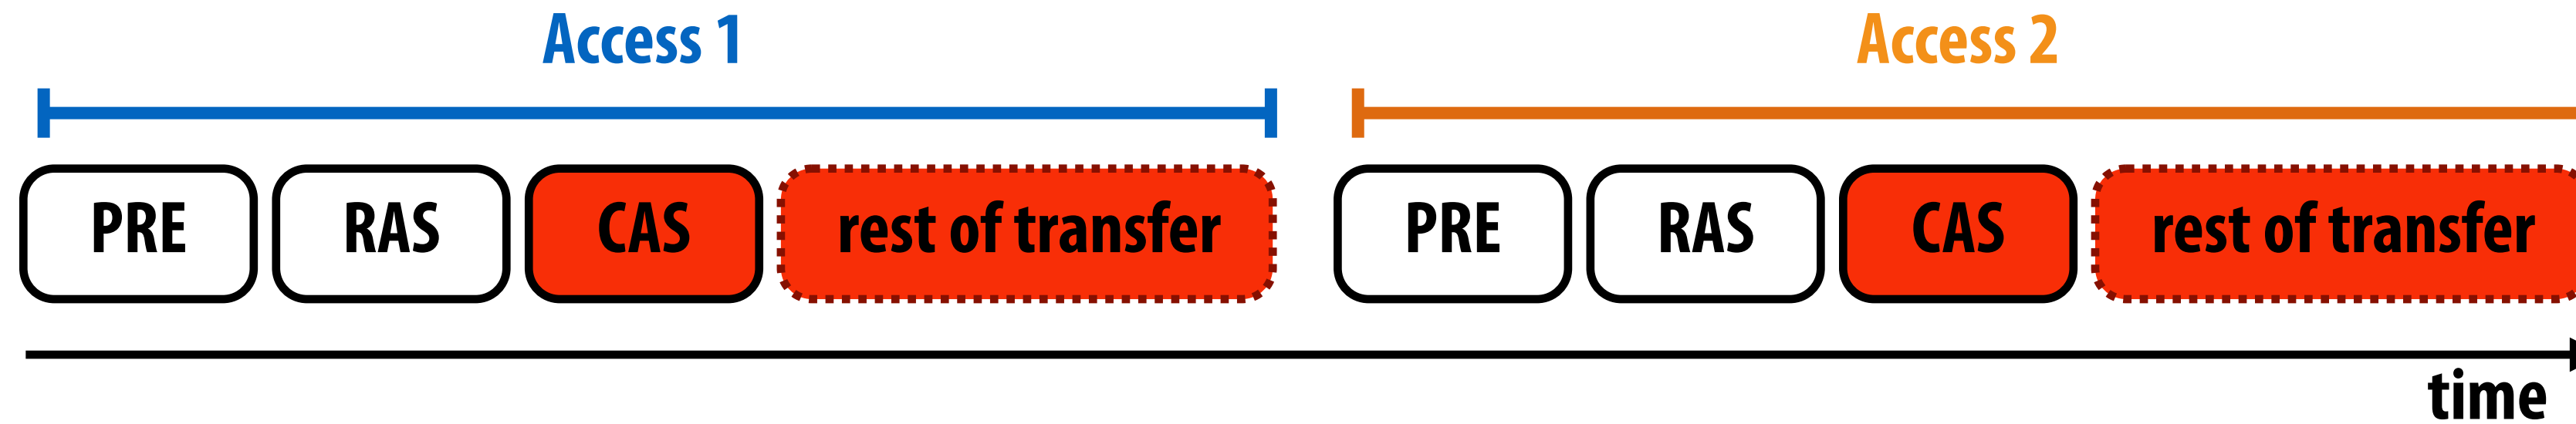 Access 1 Access 2
PRE RAS CAS rest of transfer PRE RAS CAS rest of transfer
time